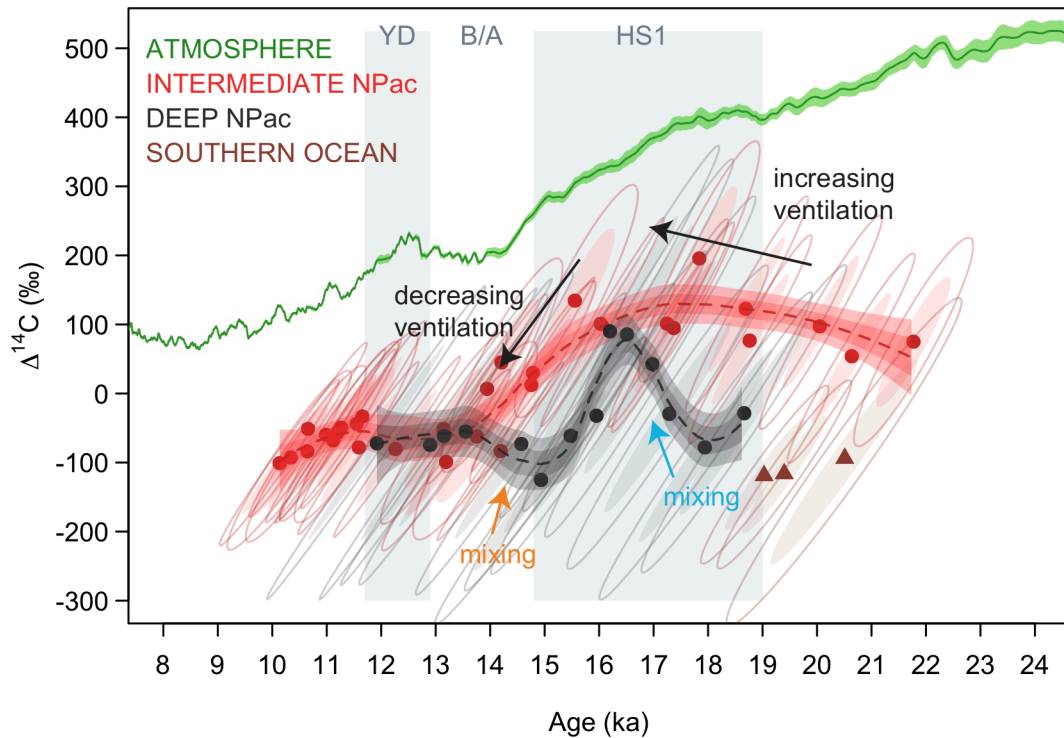 YD B/A HS1
ATMOSPHERE
INTERMEDIATE NPac
DEEP NPac
SOUTHERN OCEAN
increasing
ventilation
decreasing
ventilation
mixing
mixing
500
400
300
200
100
0
-100
-200
-300
Δ¹⁴C (‰)
8 9 10 11 12 13 14 15 16 17 18 19 20 21 22 23 24
Age (ka)